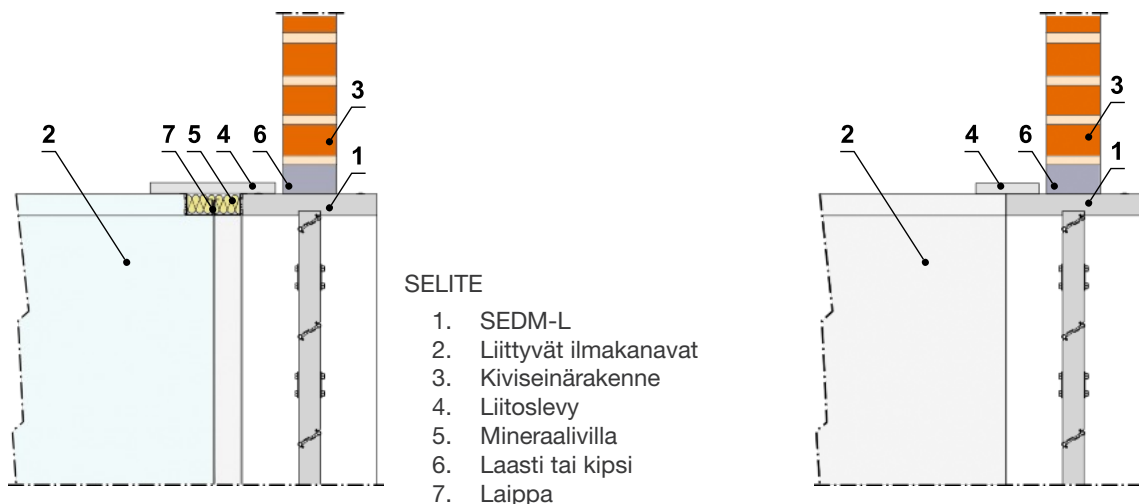 3
2
7 5 4 6
1
SELITE
1. SEDM-L
2. Liittyvät ilmakanavat
3. Kiviseinärakenne
4. Liitoslevy
5. Mineraalivilla
6. Laasti tai kipsi
7. Laippa
3
2
4 6
1